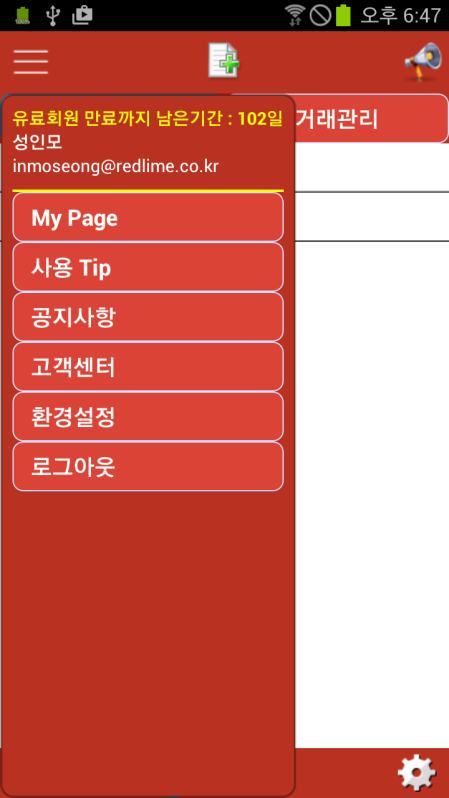 100%
오후 6:47
거래관리
유료회원 만료까지 남은기간 : 102일
성인모
inmoseong@redlime.co.kr
My Page
사용 Tip
공지사항
고객센터
환경설정
로그아웃